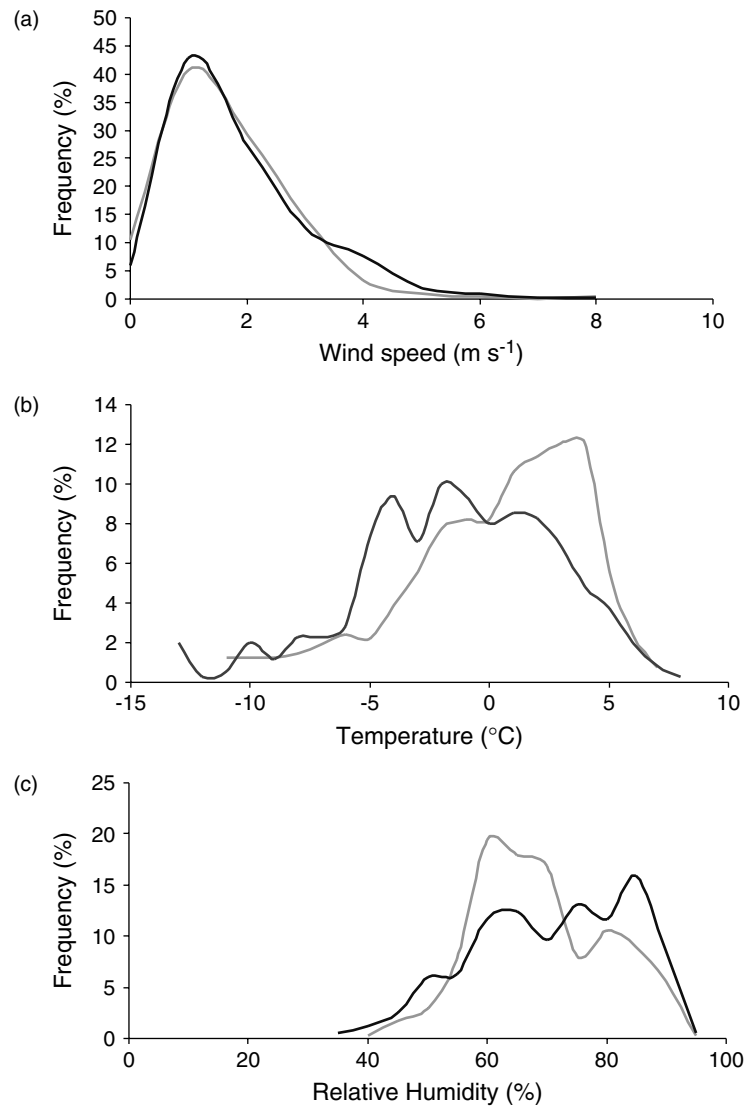 (a)
50
45
40
35
30
25
20
15
10
5
0
Frequency (%)
0 2 4 6 8 10
Wind speed (m s⁻¹)
(b)
14
12
10
8
6
4
2
0
Frequency (%)
-15 -10 -5 0 5 10
Temperature (°C)
(c)
25
20
15
10
5
0
Frequency (%)
0 20 40 60 80 100
Relative Humidity (%)